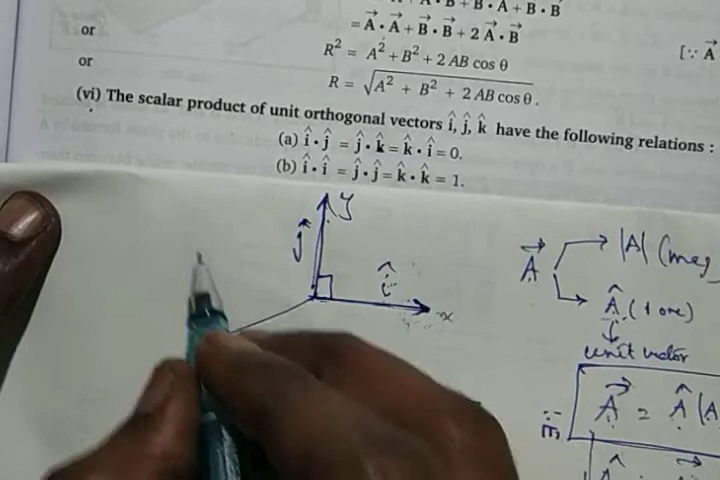 B + B · A + B · B
= A⃗ · A⃗ + B⃗ · B⃗ + 2 A⃗ · B⃗
or R² = A² + B² + 2 AB cos θ [∵ A⃗
or R = √A² + B² + 2 AB cos θ .
(vi) The scalar product of unit orthogonal vectors î, ĵ, k̂ have the following relations :
(a) î · ĵ = ĵ · k̂ = k̂ · î = 0.
(b) î · î = ĵ · ĵ = k̂ · k̂ = 1.
y
ĵ
î
x
A⃗ |A| (meg
Â (1 one)
unit vector
A⃗ = Â |A